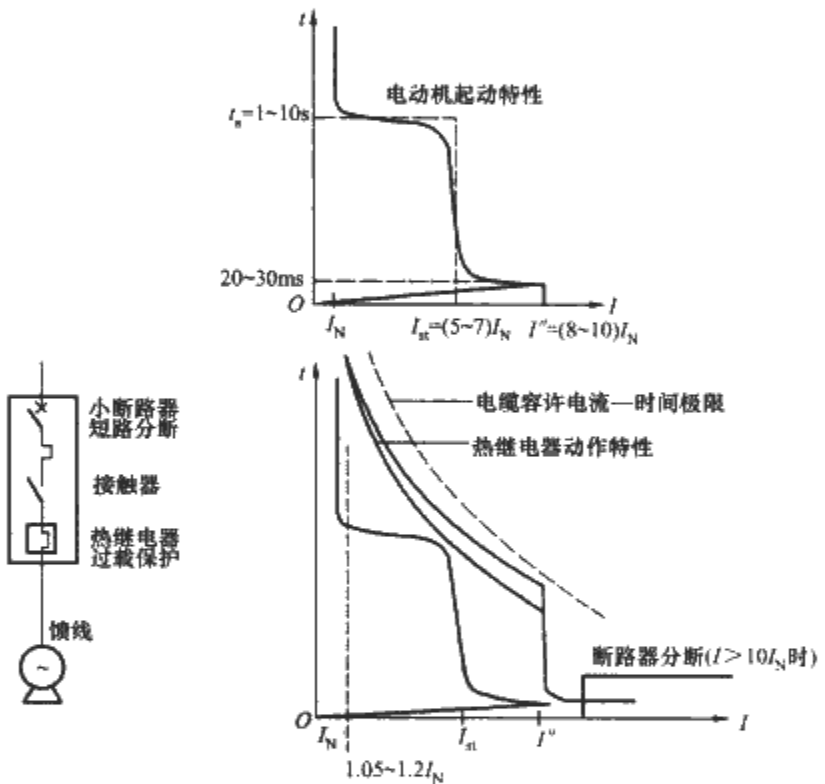 t
电动机起动特性
t_s=1~10s
20~30ms
O
I
I_N
I_st=(5~7)I_N
I″=(8~10)I_N
小断路器
短路分断
接触器
热继电器
过载保护
馈线
~
t
电缆容许电流—时间极限
热继电器动作特性
断路器分断(I>10I_N时)
O
I_N
I_st
I″
I
1.05~1.2I_N